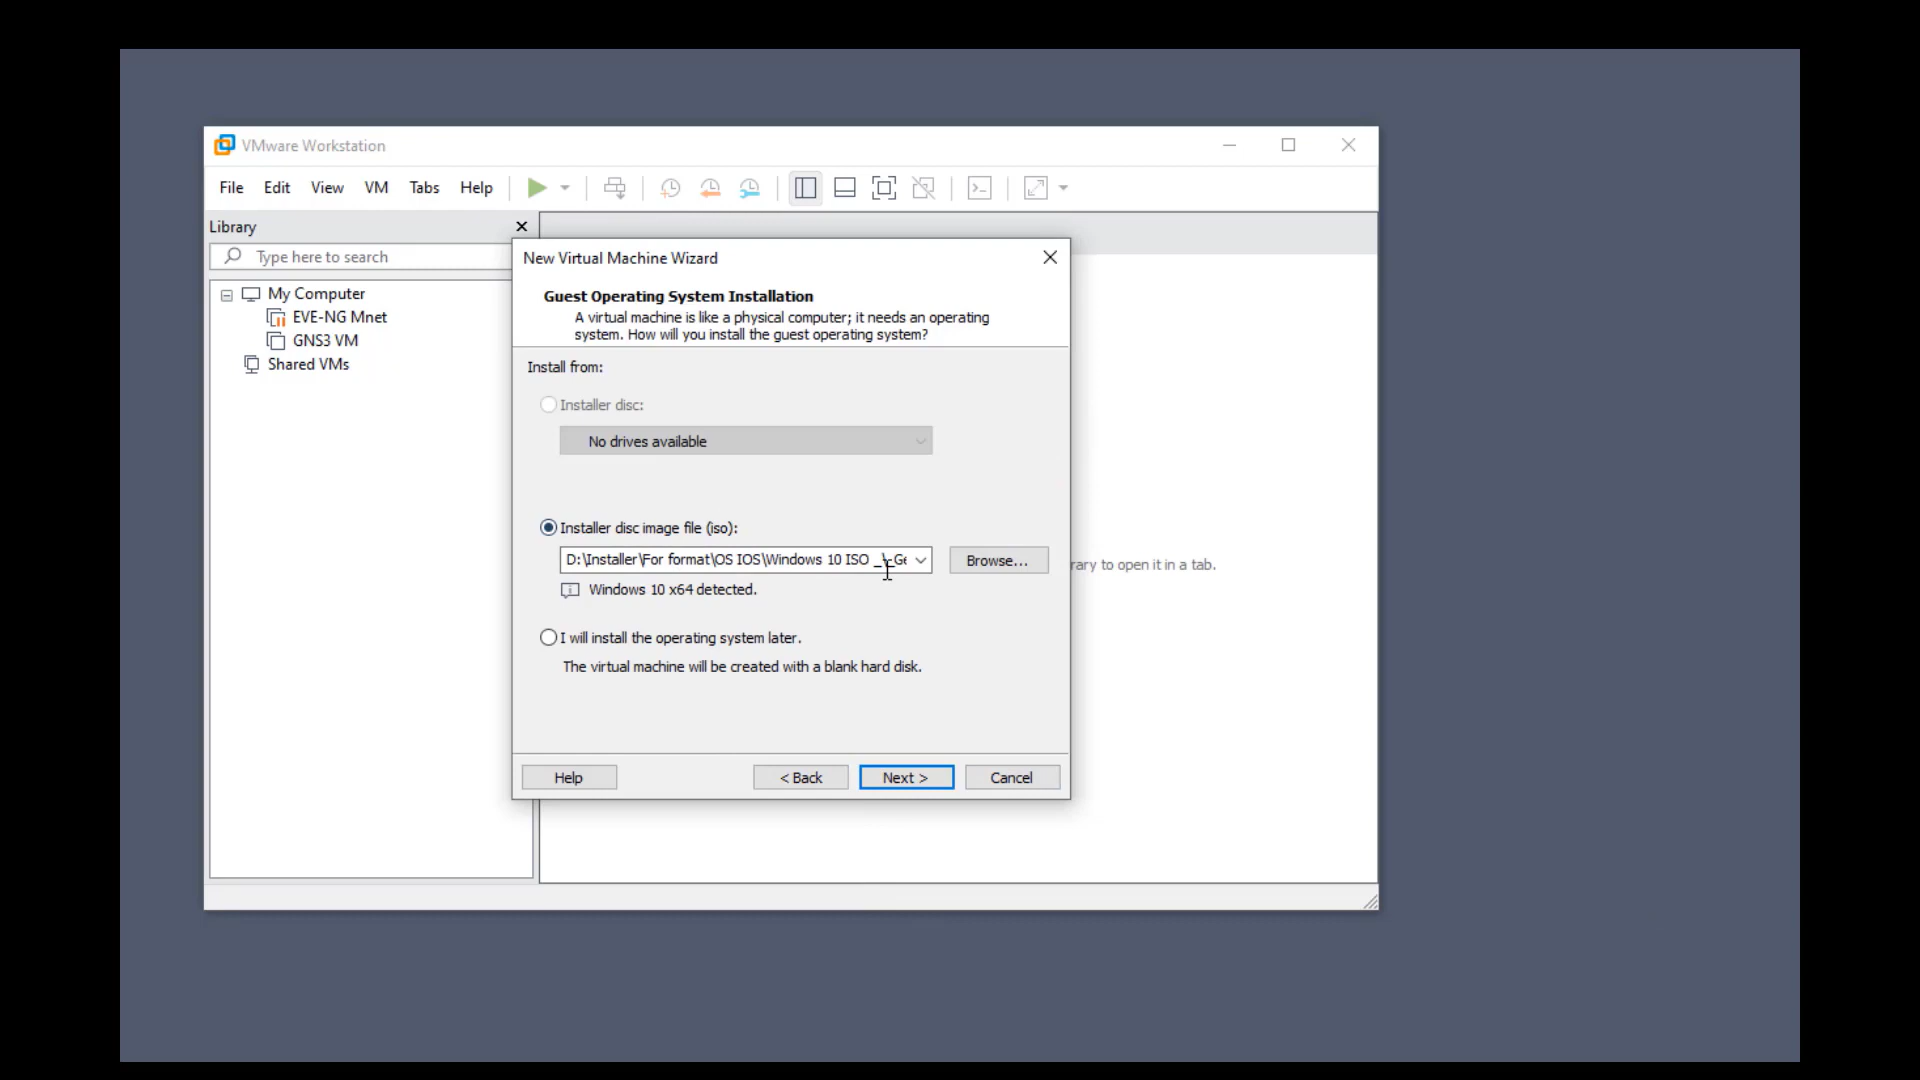 VMware Workstation
File Edit View VM Tabs Help
Library
Type here to search
My Computer
EVE-NG Mnet
GNS3 VM
Shared VMs
New Virtual Machine Wizard
Guest Operating System Installation
A virtual machine is like a physical computer; it needs an operating
system. How will you install the guest operating system?
Install from:
Installer disc:
No drives available
Installer disc image file (iso):
D:\Installer\For format\OS IOS\Windows 10 ISO _\-Ge
Browse...
rary to open it in a tab.
Windows 10 x64 detected.
I will install the operating system later.
The virtual machine will be created with a blank hard disk.
Help < Back Next > Cancel